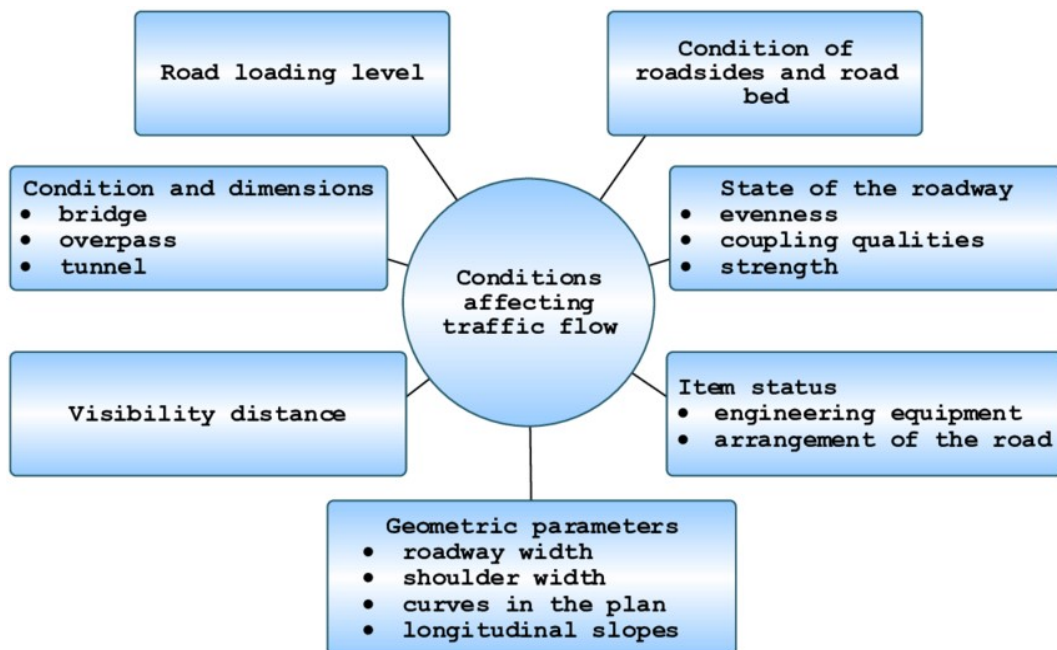 Road loading level
Condition of
roadsides and road
bed
Condition and dimensions
• bridge
• overpass
• tunnel
State of the roadway
• evenness
• coupling qualities
• strength
Conditions
affecting
traffic flow
Visibility distance
Item status
• engineering equipment
• arrangement of the road
Geometric parameters
• roadway width
• shoulder width
• curves in the plan
• longitudinal slopes